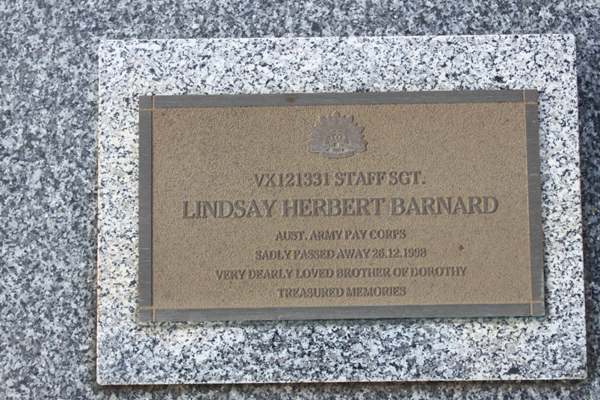 VX121331 STAFF SGT.
LINDSAY HERBERT BARNARD
AUST. ARMY PAY CORPS
SADLY PASSED AWAY 26.12.1998
VERY DEARLY LOVED BROTHER OF DOROTHY
TREASURED MEMORIES